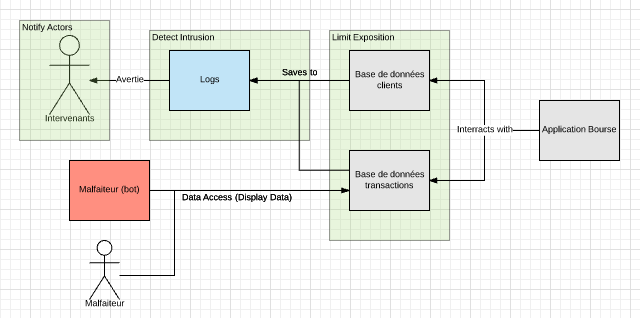 Notify Actors
Detect Intrusion
Limit Exposition
Saves to
Logs
Base de données
clients
Avertie
Intervenants
Interracts with
Application Bourse
Base de données
transactions
Malfaiteur (bot)
Data Access (Display Data)
Malfaiteur